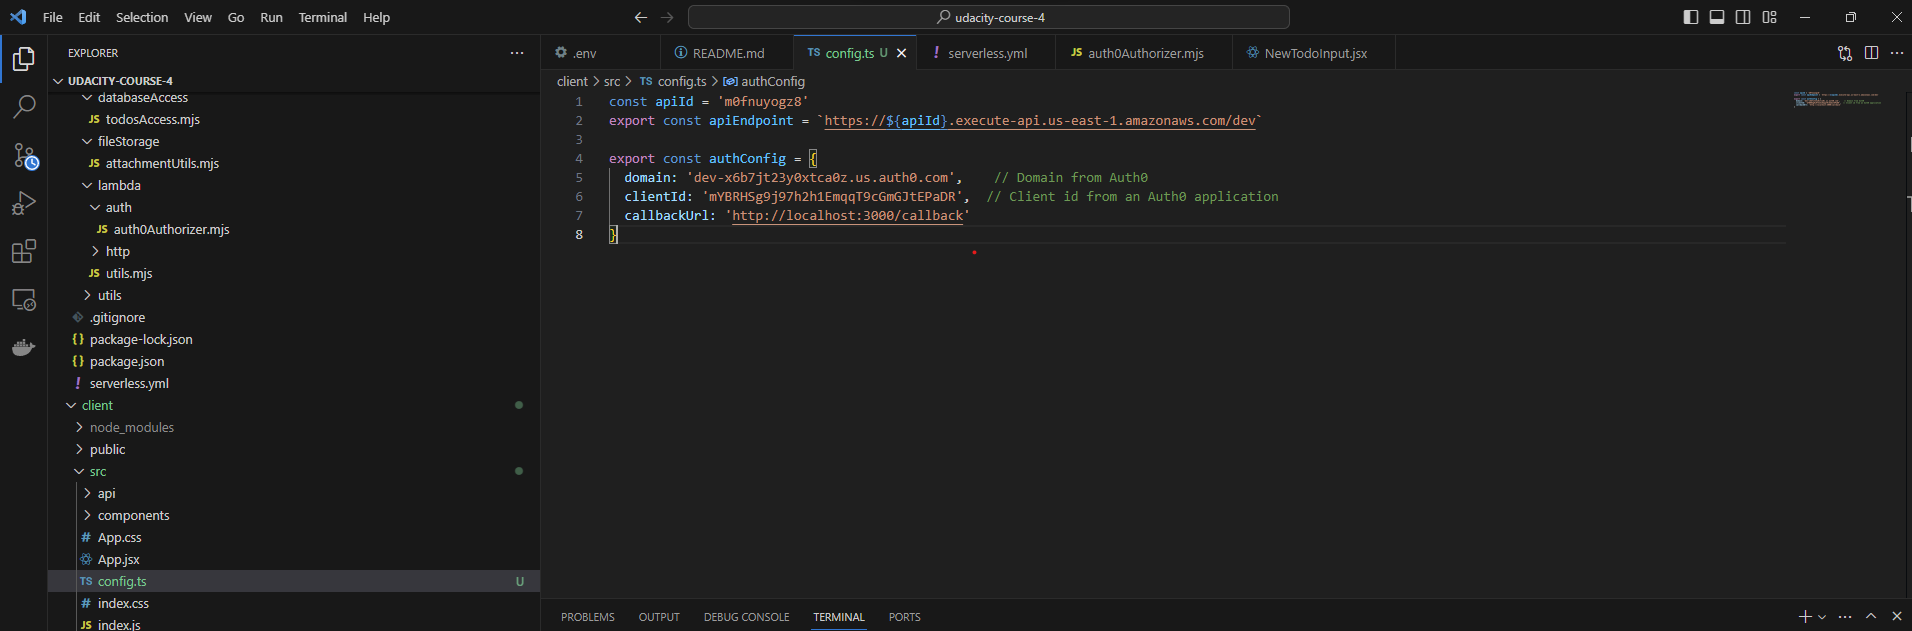 File Edit Selection View Go Run Terminal Help
udacity-course-4
EXPLORER
UDACITY-COURSE-4
databaseAccess
JS todosAccess.mjs
fileStorage
JS attachmentUtils.mjs
lambda
auth
JS auth0Authorizer.mjs
http
JS utils.mjs
utils
.gitignore
{} package-lock.json
{} package.json
! serverless.yml
client
node_modules
public
src
api
components
# App.css
App.jsx
TS config.ts U
# index.css
JS index.js
.env
README.md
TS config.ts U
! serverless.yml
JS auth0Authorizer.mjs
NewTodoInput.jsx
client > src > TS config.ts > authConfig
1 const apiId = 'm0fnuyogz8'
2 export const apiEndpoint = `https://${apiId}.execute-api.us-east-1.amazonaws.com/dev`
3
4 export const authConfig = {
5 domain: 'dev-x6b7jt23y0xtca0z.us.auth0.com', // Domain from Auth0
6 clientId: 'mYBRHSg9j97h2h1EmqqT9cGmGJtEPaDR', // Client id from an Auth0 application
7 callbackUrl: 'http://localhost:3000/callback'
8 }
PROBLEMS OUTPUT DEBUG CONSOLE TERMINAL PORTS